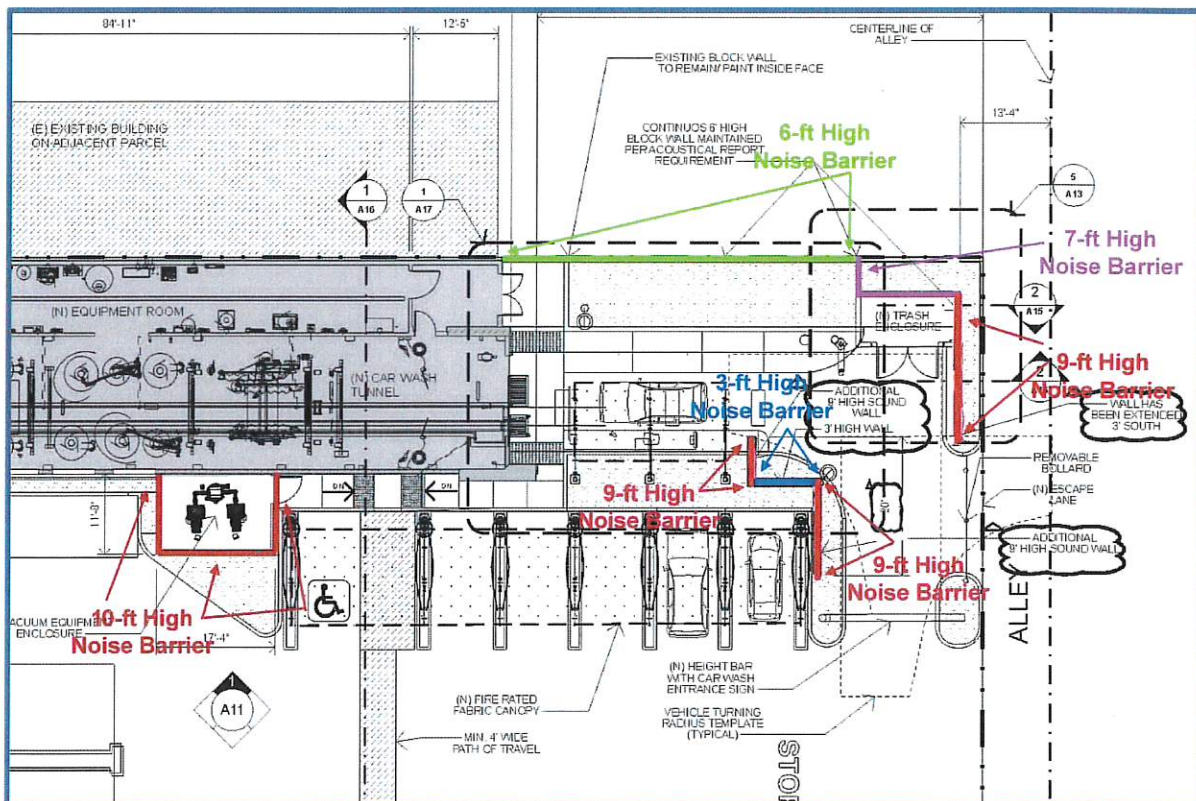 84'-11"
12'-5"
CENTERLINE OF
ALLEY
EXISTING BLOCK WALL
TO REMAIN/PAINT INSIDE FACE
13'-4"
(E) EXISTING BUILDING
ON ADJACENT PARCEL
CONTINUOS 6' HIGH
BLOCK WALL MAINTAINED
PER ACOUSTICAL REPORT
REQUIREMENT
6-ft High
Noise Barrier
1
A16
1
A17
5
A13
7-ft High
Noise Barrier
(N) EQUIPMENT ROOM
2
A15
(N) TRASH
ENCLOSURE
9-ft High
Noise Barrier
2
(N) CAR WASH
TUNNEL
3-ft High
Noise Barrier
ADDITIONAL
9' HIGH SOUND
WALL
3' HIGH WALL
WALL HAS
BEEN EXTENDED
3' SOUTH
REMOVABLE
BOLLARD
(N) ESCAPE
LANE
DN
DN
9-ft High
Noise Barrier
11'-8"
ADDITIONAL
9' HIGH SOUND WALL
9-ft High
Noise Barrier
ALLEY
10-ft High
Noise Barrier
VACUUM EQUIPMENT
ENCLOSURE
17'-4"
1
A11
(N) FIRE RATED
FABRIC CANOPY
MIN. 4' WIDE
PATH OF TRAVEL
(N) HEIGHT BAR
WITH CAR WASH
ENTRANCE SIGN
VEHICLE TURNING
RADIUS TEMPLATE
(TYPICAL)